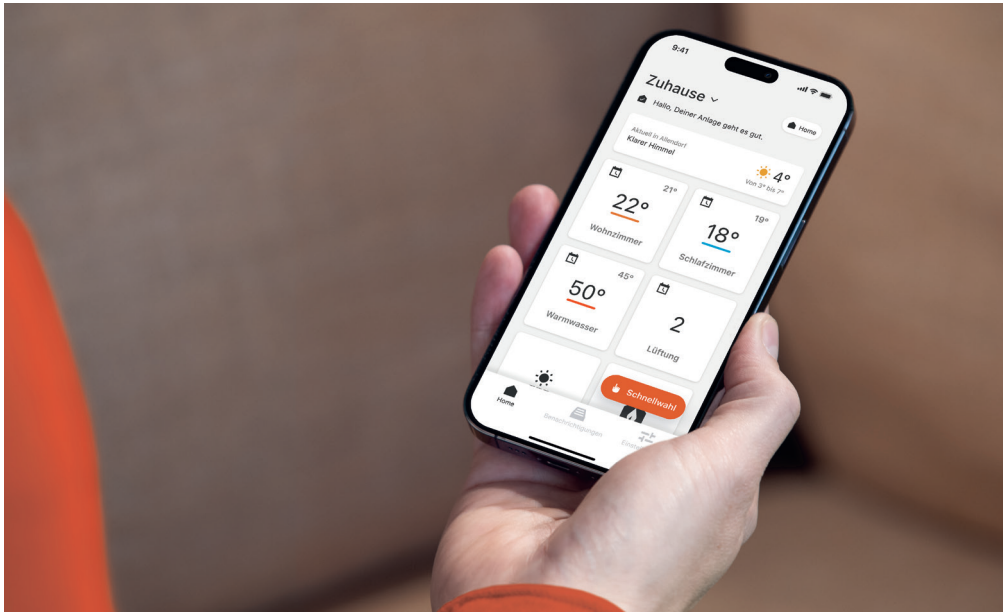 9:41
Zuhause
Hallo, Deiner Anlage geht es gut.
Home
Aktuell in Allendorf
Klarer Himmel
4°
Von 3° bis 7°
21°
22°
Wohnzimmer
19°
18°
Schlafzimmer
45°
50°
Warmwasser
2
Lüftung
Schnellwahl
Home
Benachrichtigungen